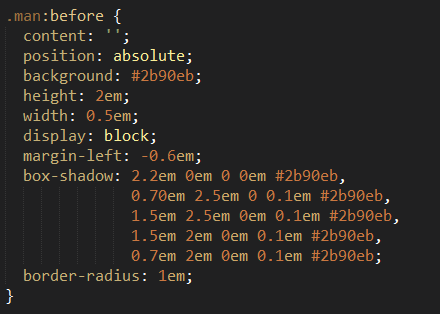 .man:before {
content: '';
position: absolute;
background: #2b90eb;
height: 2em;
width: 0.5em;
display: block;
margin-left: -0.6em;
box-shadow: 2.2em 0em 0 0em #2b90eb,
0.70em 2.5em 0 0.1em #2b90eb,
1.5em 2.5em 0em 0.1em #2b90eb,
1.5em 2em 0em 0.1em #2b90eb,
0.7em 2em 0em 0.1em #2b90eb;
border-radius: 1em;
}